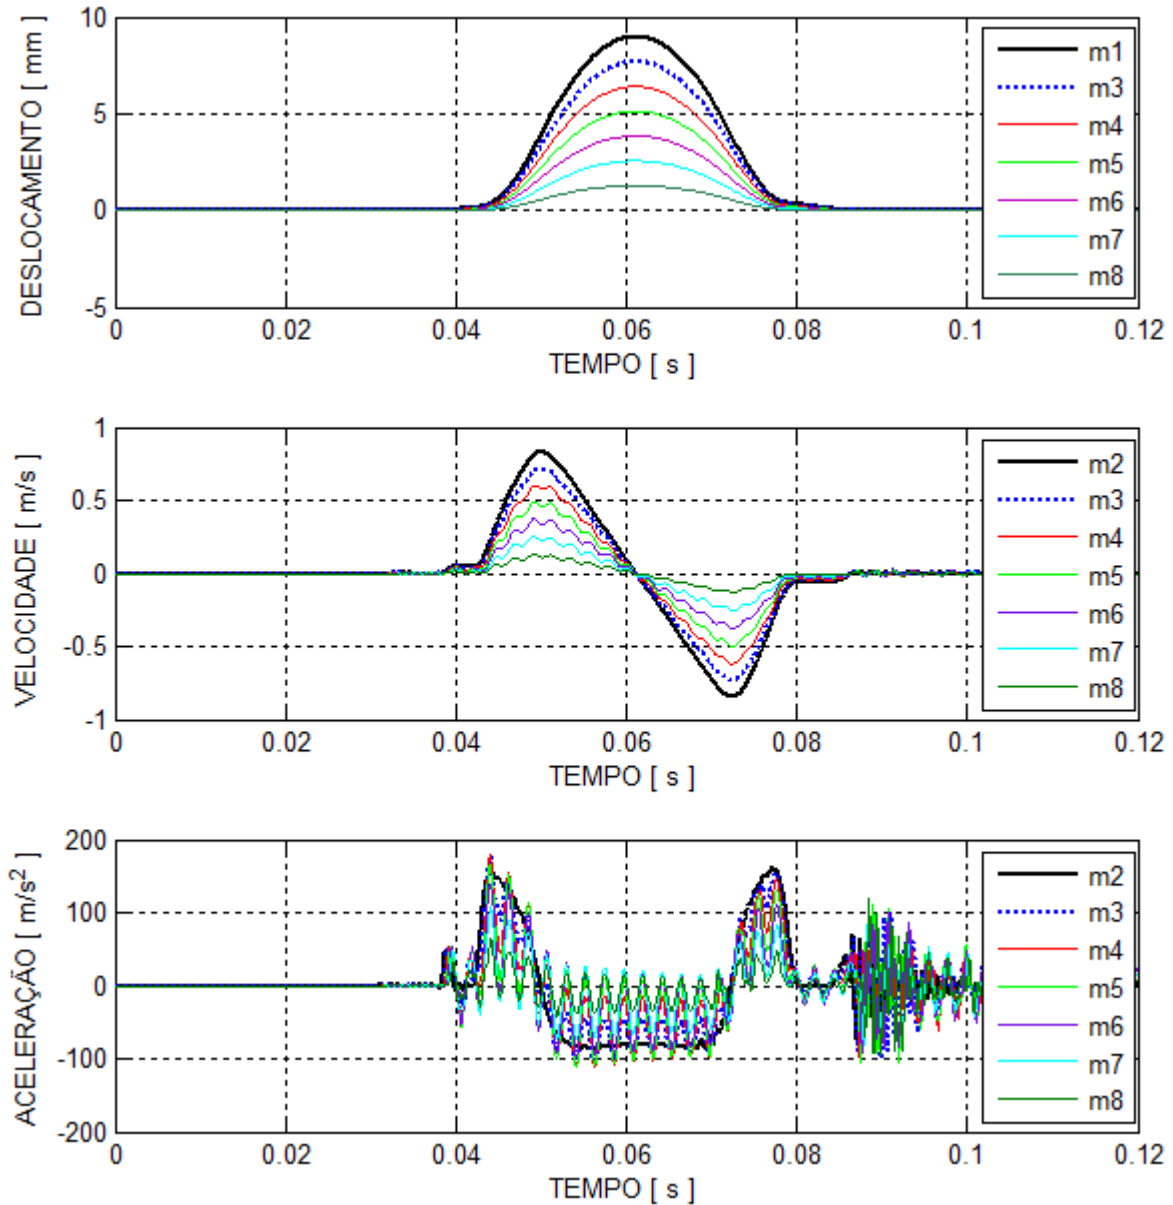 10
5
0
-5
DESLOCAMENTO [ mm ]
0 0.02 0.04 0.06 0.08 0.1 0.12
TEMPO [ s ]
m1
m3
m4
m5
m6
m7
m8
1
0.5
0
-0.5
-1
VELOCIDADE [ m/s ]
0 0.02 0.04 0.06 0.08 0.1 0.12
TEMPO [ s ]
m2
m3
m4
m5
m6
m7
m8
200
100
0
-100
-200
ACELERAÇÃO [ m/s² ]
0 0.02 0.04 0.06 0.08 0.1 0.12
TEMPO [ s ]
m2
m3
m4
m5
m6
m7
m8